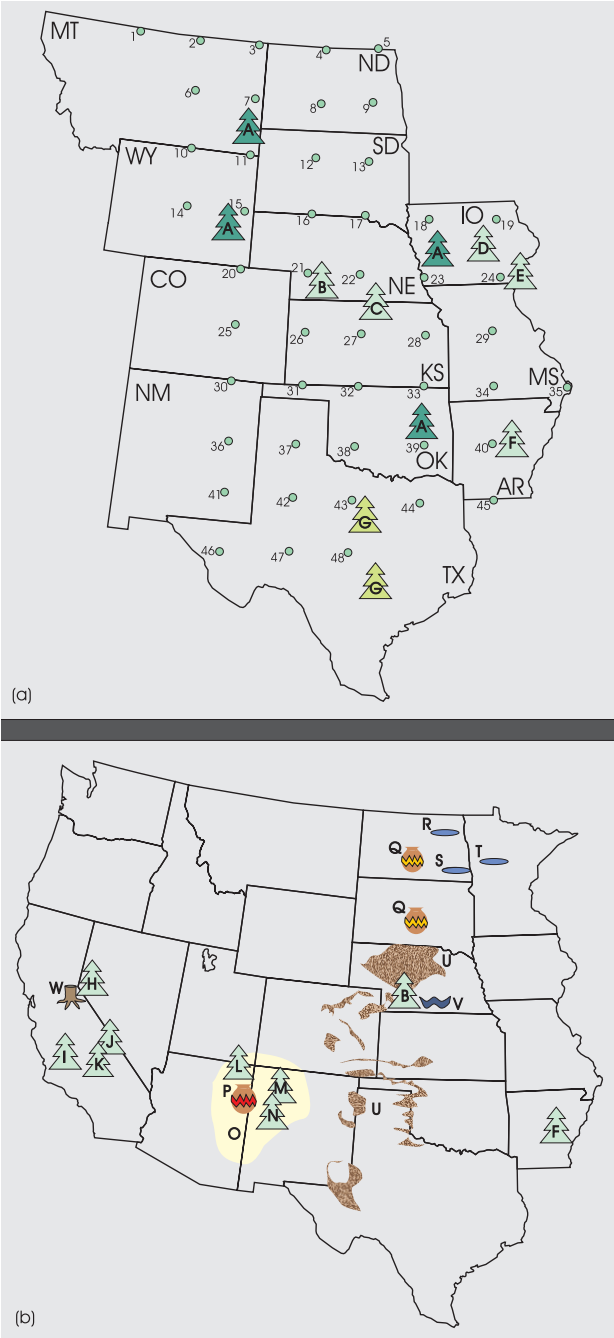 MT
1
2
3
4
5
ND
6
7
8
9
A
WY
10
11
12
13
SD
14
15
A
16
17
18
IO
19
A
D
E
20
CO
21
B
22
NE
C
23
24
25
26
27
28
29
KS
MS
NM
30
31
32
33
34
35
A
36
37
38
39
OK
40
F
AR
41
42
43
G
44
45
46
47
48
G
TX
(a)
R
Q
S
T
Q
U
H
W
B
V
I
J
K
L
P
M
N
O
U
F
(b)